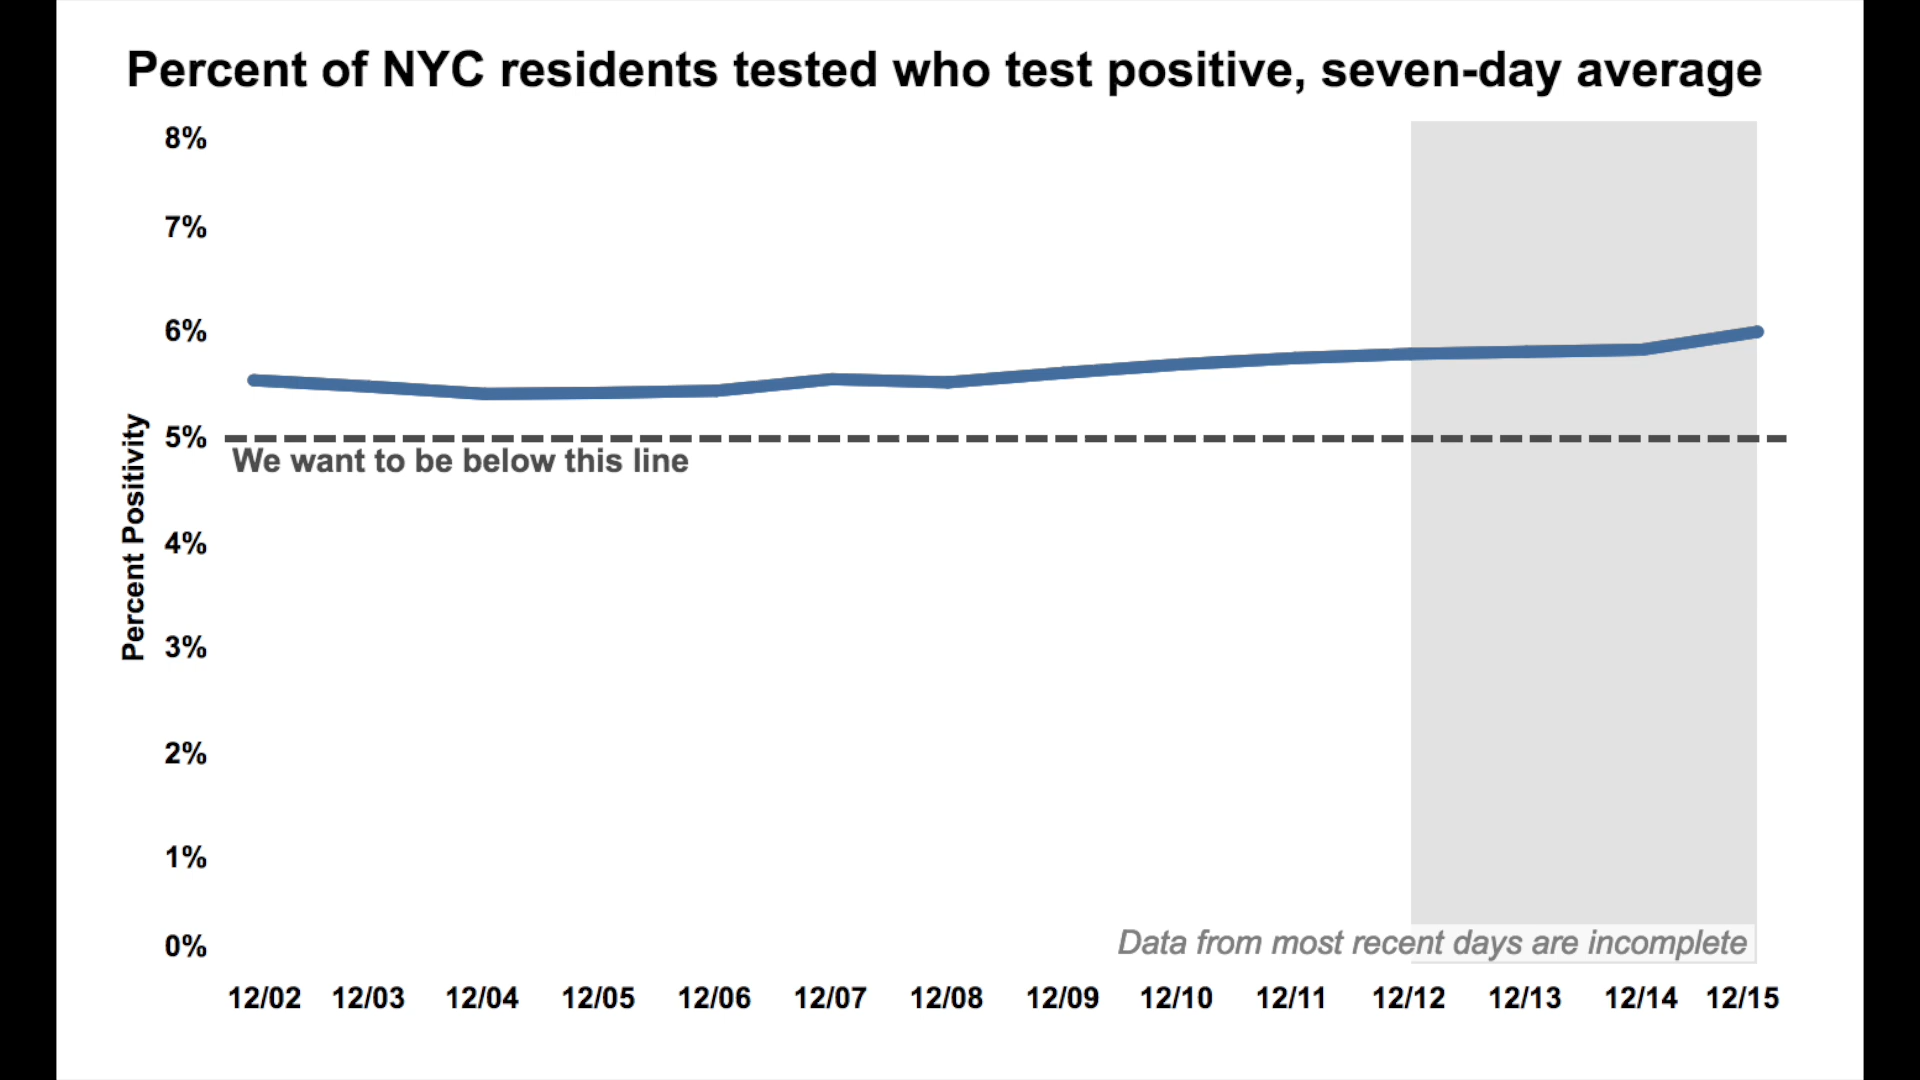 Percent of NYC residents tested who test positive, seven-day average
8%
7%
6%
5%
We want to be below this line
Percent Positivity
4%
3%
2%
1%
0%
Data from most recent days are incomplete
12/02 12/03 12/04 12/05 12/06 12/07 12/08 12/09 12/10 12/11 12/12 12/13 12/14 12/15